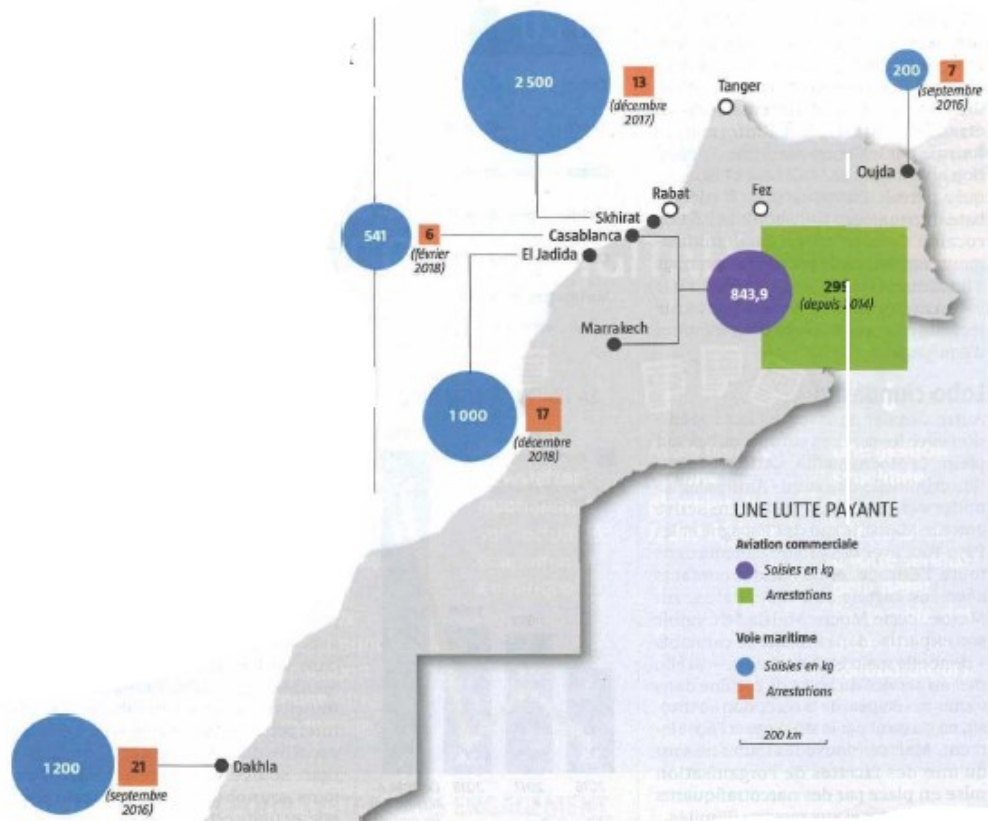 2 500
13
(décembre
2017)
Tanger
200
7
(septembre
2016)
Oujda
Rabat
Fez
Skhirat
Casablanca
El Jadida
541
6
(février
2018)
843,9
299
(depuis 2014)
Marrakech
1 000
17
(décembre
2018)
UNE LUTTE PAYANTE
Aviation commerciale
Saisies en kg
Arrestations
Voie maritime
Saisies en kg
Arrestations
200 km
1 200
21
(septembre
2016)
Dakhla